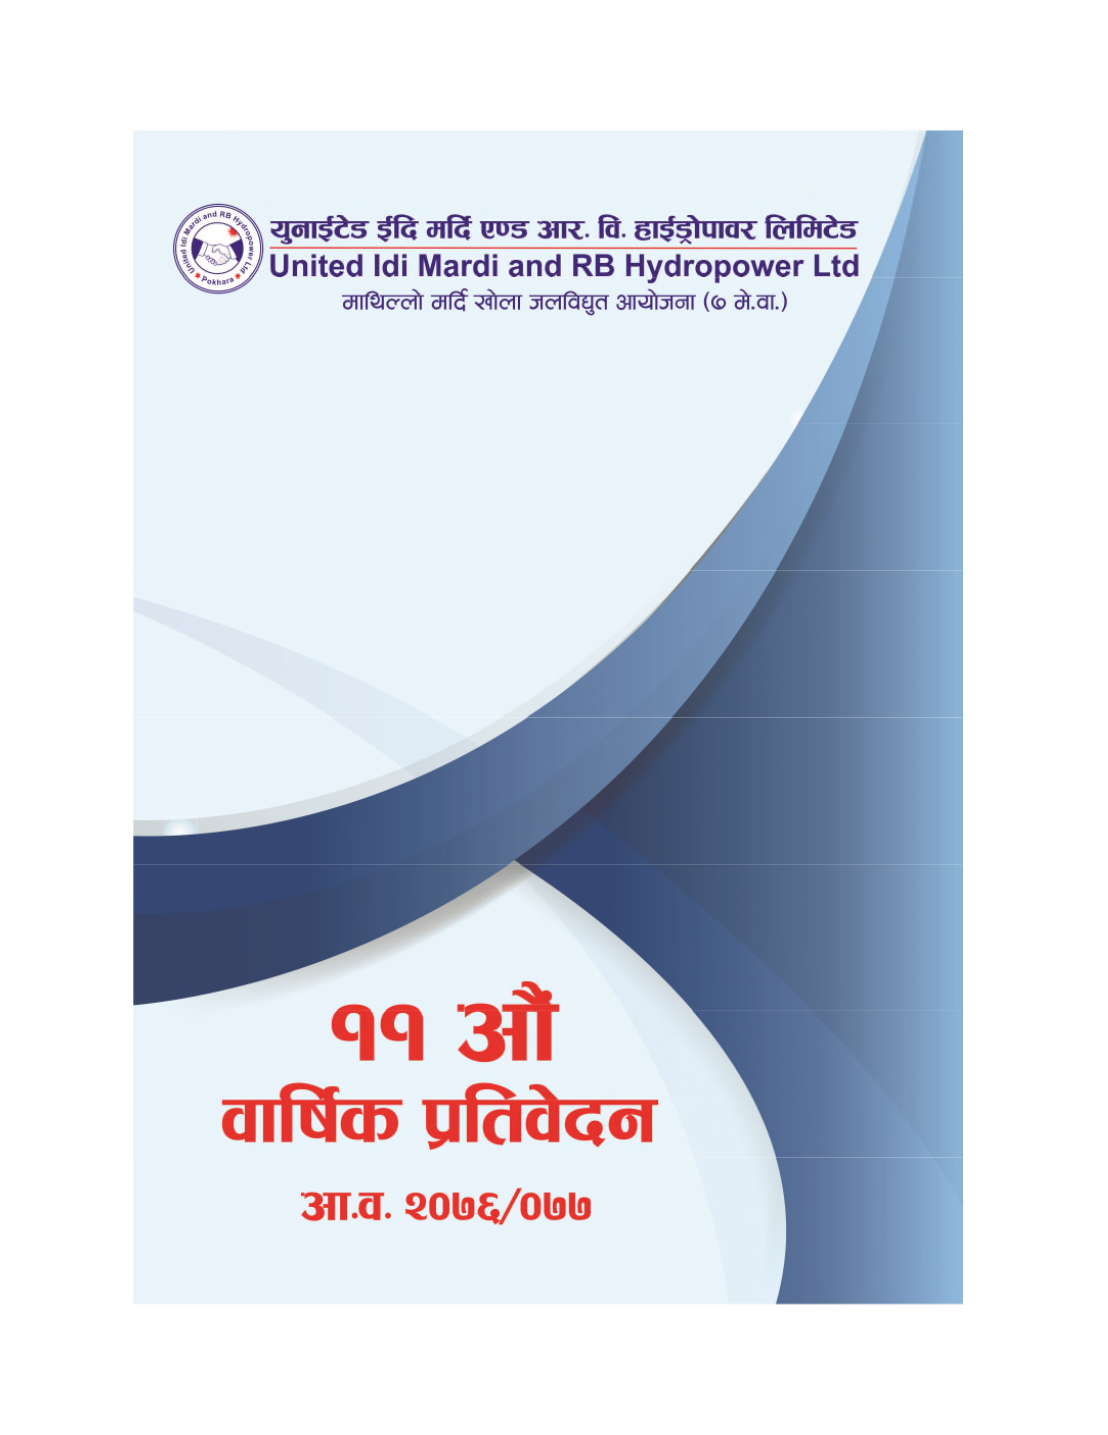 United Idi Mardi and RB Hydropower Ltd
* Pokhara *
युनाईटेड ईदि मर्दि एण्ड आर. वि. हाईड्रोपावर लिमिटेड
United Idi Mardi and RB Hydropower Ltd
माथिल्लो मर्दि खोला जलविद्युत आयोजना (७ मे.वा.)
११ औं
वार्षिक प्रतिवेदन
आ.व. २०७६/०७७